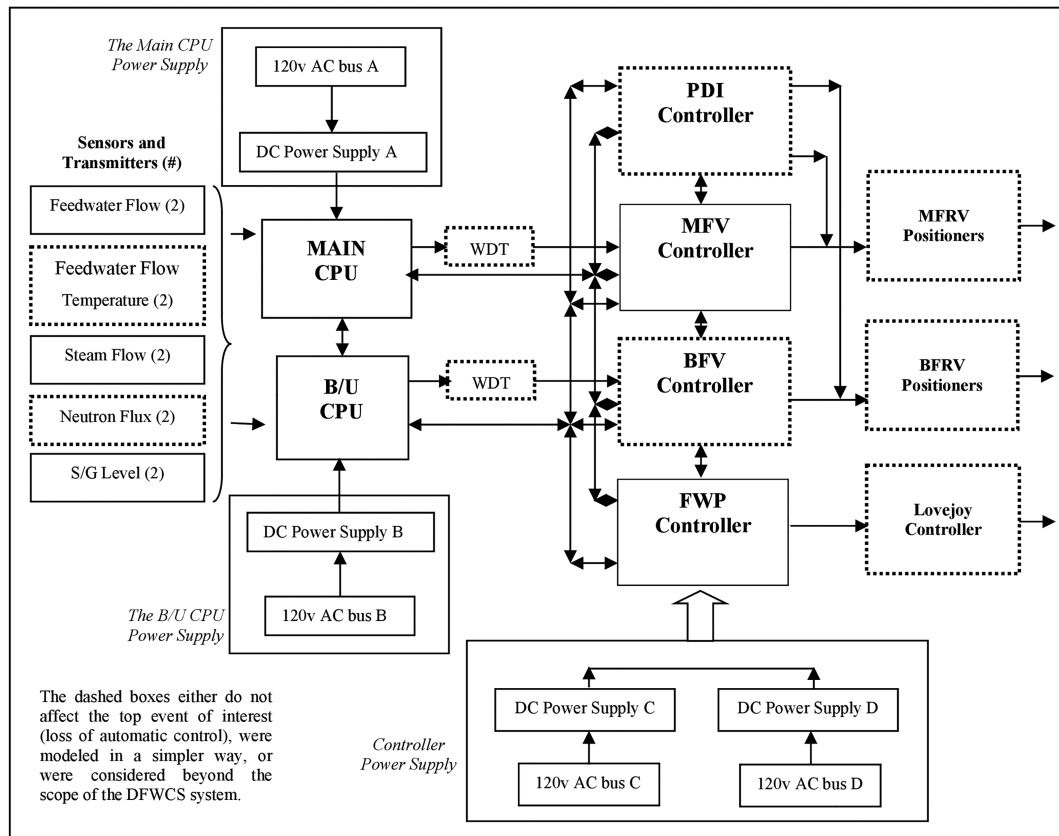 The Main CPU
Power Supply
120v AC bus A
DC Power Supply A
Sensors and
Transmitters (#)
Feedwater Flow (2)
Feedwater Flow
Temperature (2)
Steam Flow (2)
Neutron Flux (2)
S/G Level (2)
MAIN
CPU
B/U
CPU
WDT
WDT
PDI
Controller
MFV
Controller
BFV
Controller
FWP
Controller
MFRV
Positioners
BFRV
Positioners
Lovejoy
Controller
DC Power Supply B
120v AC bus B
The B/U CPU
Power Supply
The dashed boxes either do not
affect the top event of interest
(loss of automatic control), were
modeled in a simpler way, or
were considered beyond the
scope of the DFWCS system.
Controller
Power Supply
DC Power Supply C
DC Power Supply D
120v AC bus C
120v AC bus D